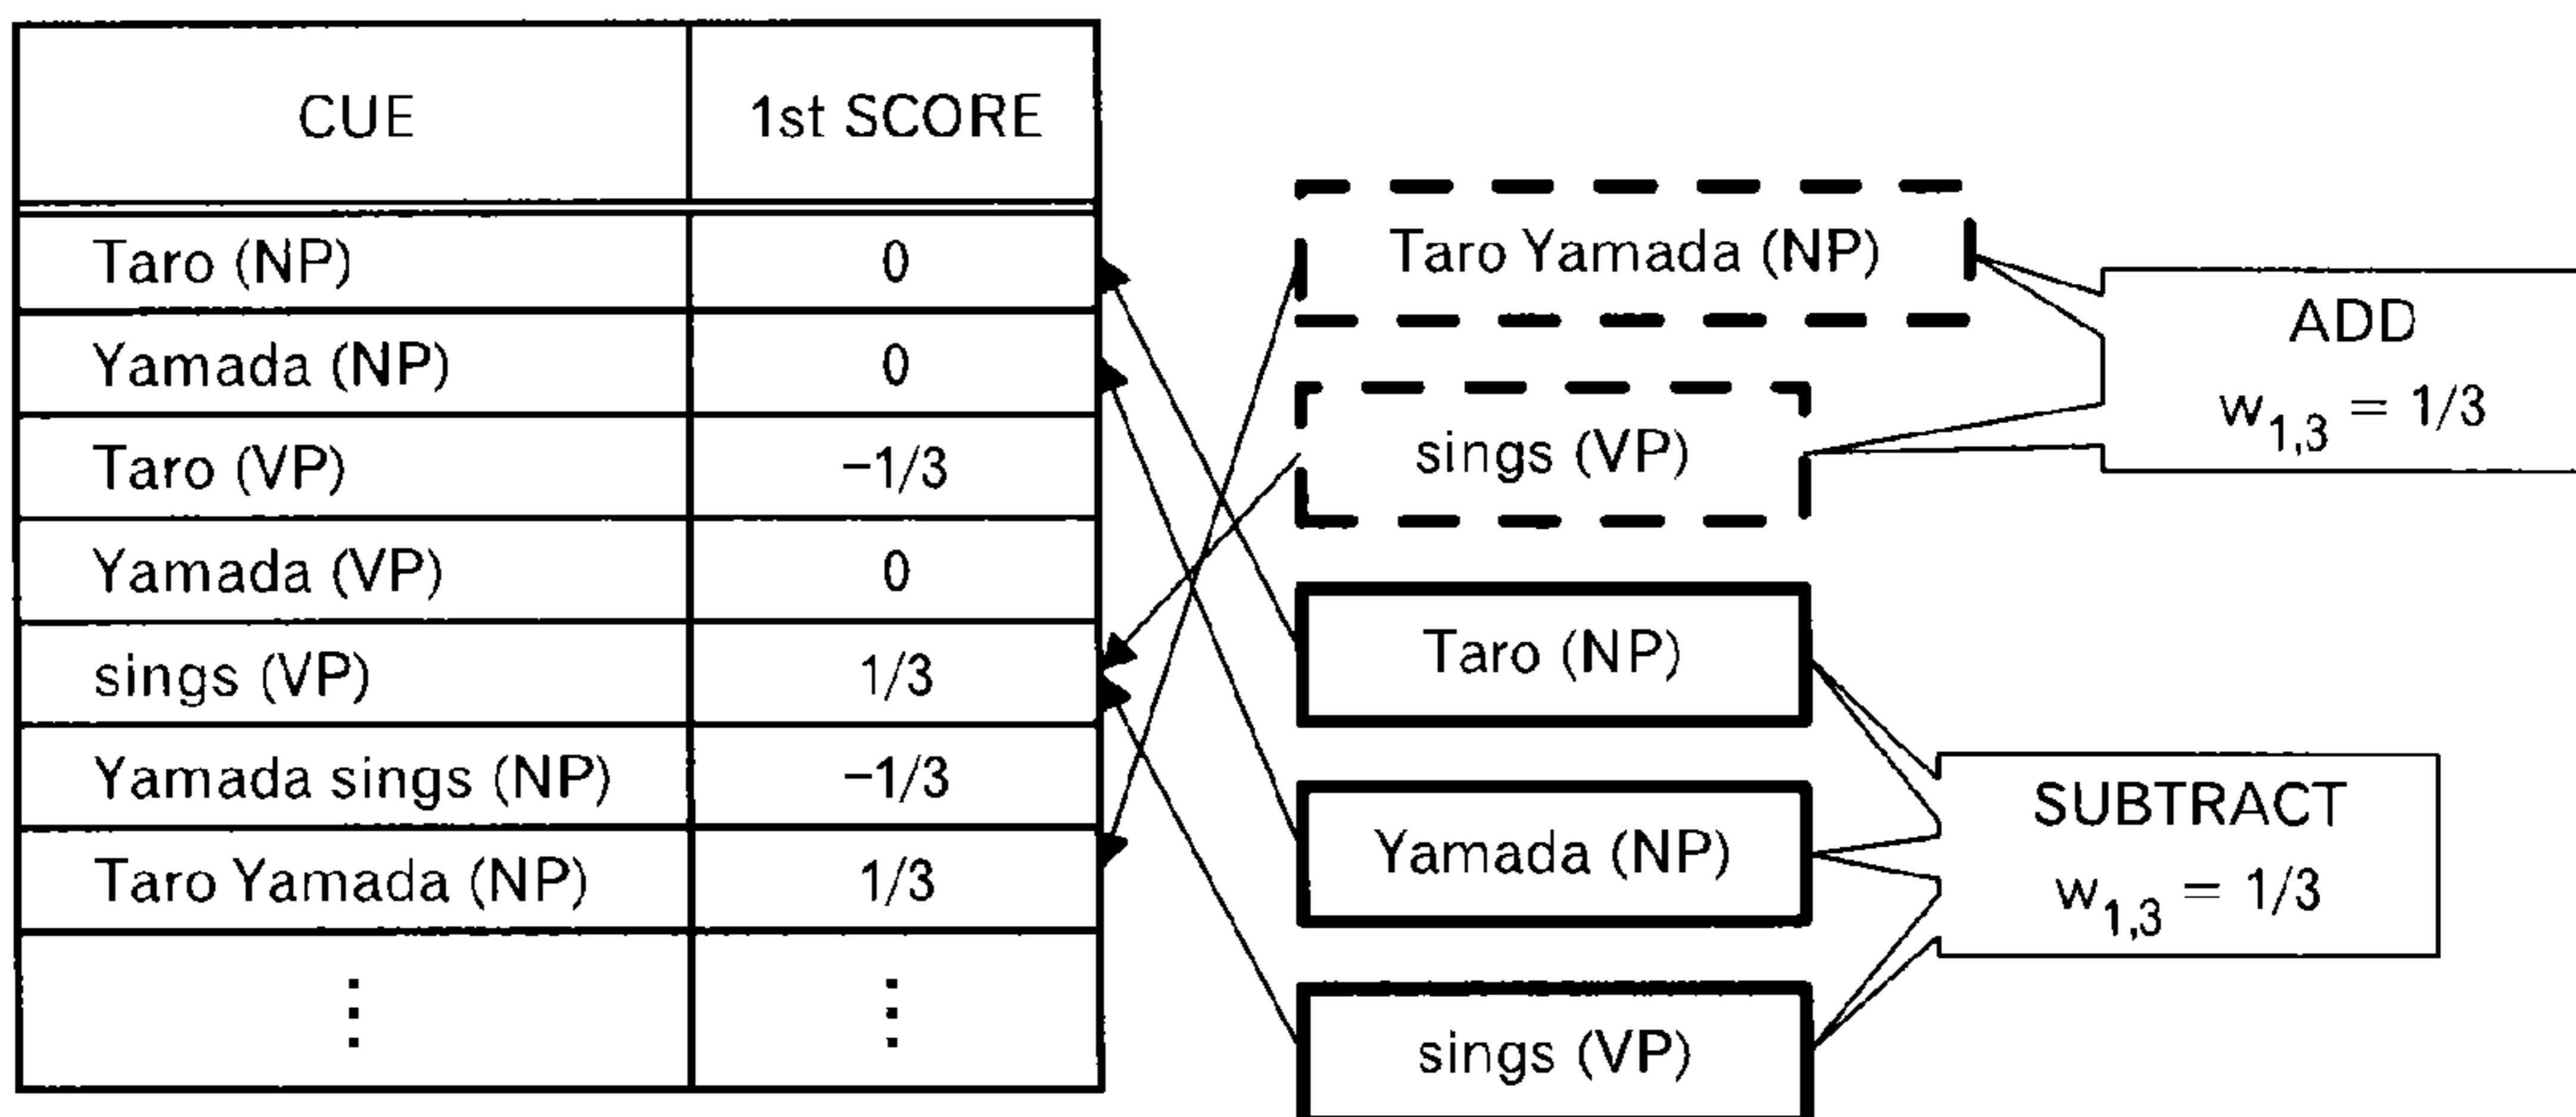 CUE 1st SCORE
Taro (NP) 0
Yamada (NP) 0
Taro (VP) −1/3
Yamada (VP) 0
sings (VP) 1/3
Yamada sings (NP) −1/3
Taro Yamada (NP) 1/3
⋮ ⋮
Taro Yamada (NP)
sings (VP)
ADD
w1,3 = 1/3
Taro (NP)
Yamada (NP)
sings (VP)
SUBTRACT
w1,3 = 1/3